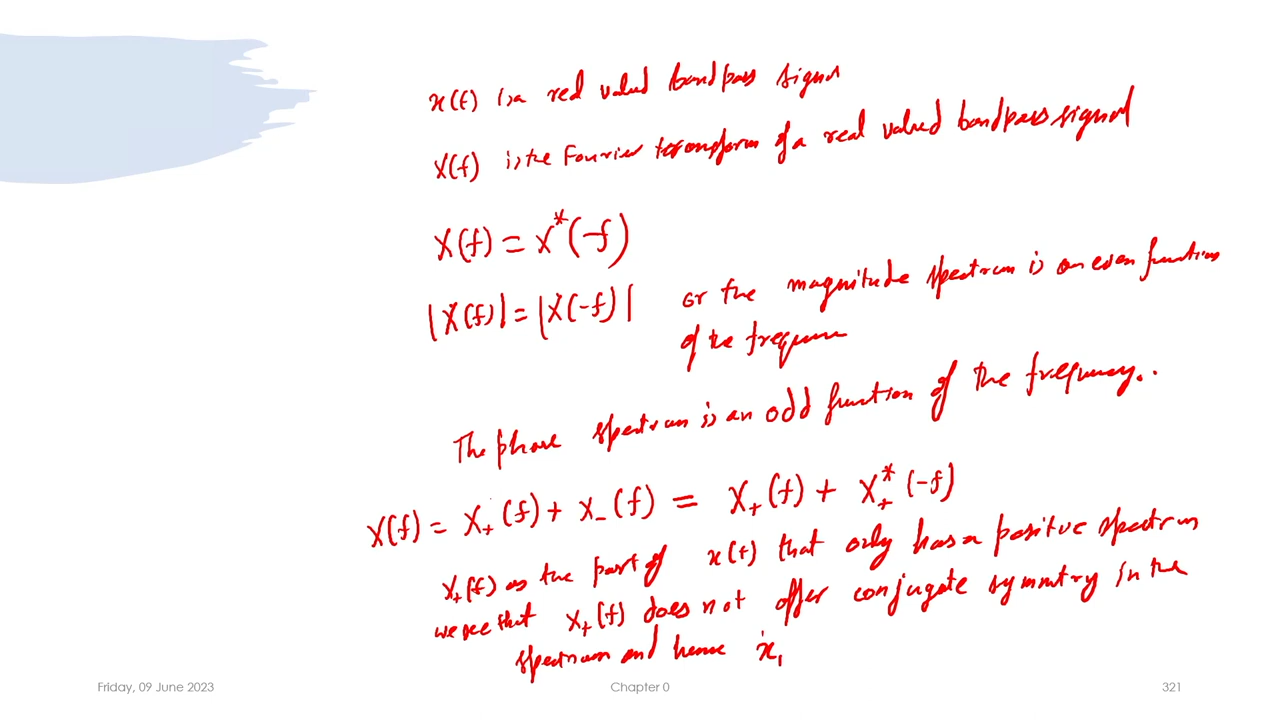 x(t) is a real valued bandpass signal
X(f) is the Fourier transform of a real valued bandpass signal
X(f) = X*(-f)
|X(f)| = |X(-f)| or the magnitude spectrum is an even function
of the frequence
The phase spectrum is an odd function of the frequency..
X(f) = X₊(f) + X₋(f) = X₊(f) + X₊*(-f)
X₊(f) as the part of x(t) that only has a positive spectrum
we see that X₊(f) does not offer conjugate symmtry in the
spectrum and hence x
Friday, 09 June 2023 Chapter 0 321